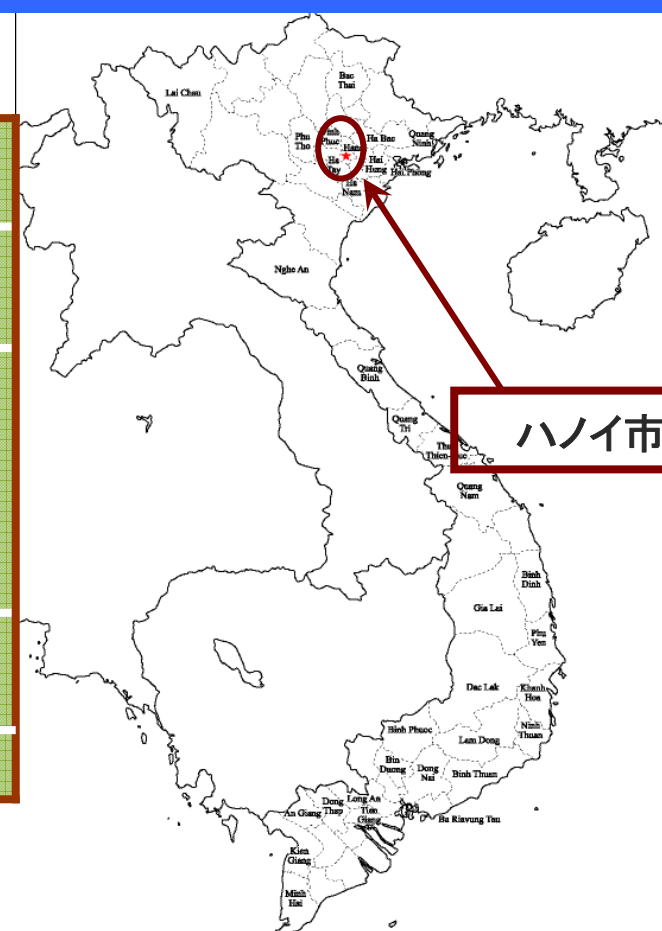 Lai Chau
Bac
Thai
Phu
Tho
Phuc
Ha Bac
Quang
Ninh
Ha
Tay
Hai
Hung
Hai Phong
Ha
Nam
Nghe An
Quang
Binh
Quang
Tri
Thien-
ハノイ市
Quang
Nam
Binh
Dinh
Gia Lai
Phu
Yen
Dac Lak
Khanh
Hoa
Ninh
Thuan
Binh Phuoc
Lam Dong
Bin
Duong
Dong
Nai
Binh Thuan
An Giang
Dong
Thap
Long An
Tien
Giang
Ba Riavung Tau
Kien
Giang
Minh
Hai